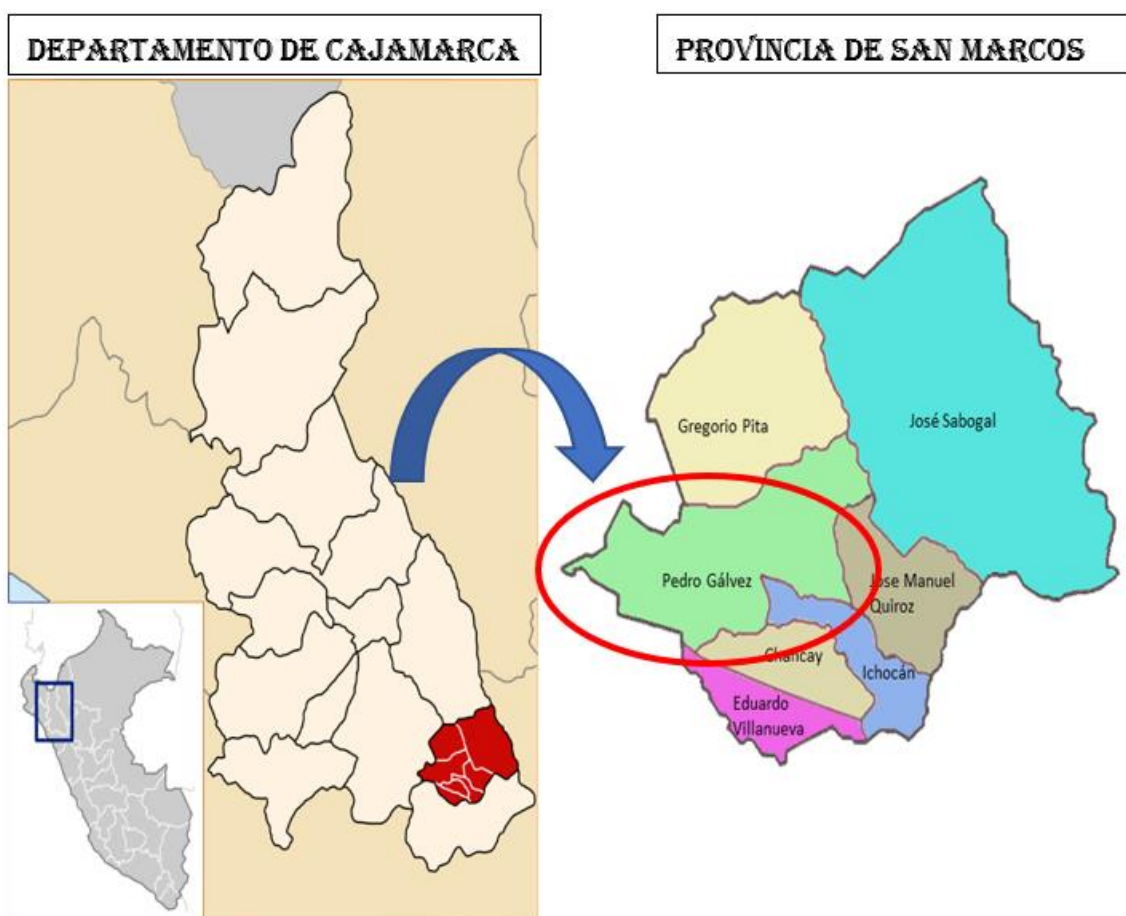 DEPARTAMENTO DE CAJAMARCA
PROVINCIA DE SAN MARCOS
Gregorio Pita
José Sabogal
Pedro Gálvez
Jose Manuel
Quiroz
Chancay
Ichocán
Eduardo
Villanueva